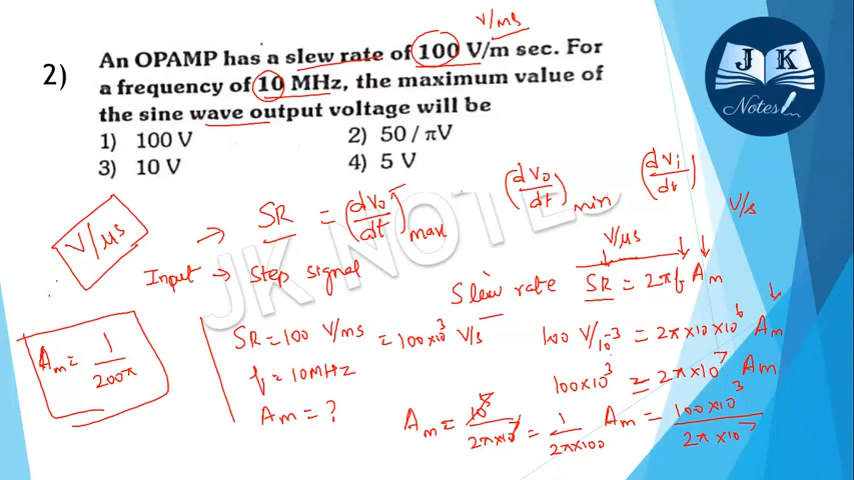 V/ms
2) An OPAMP has a slew rate of 100 V/m sec. For
a frequency of 10 MHz, the maximum value of
the sine wave output voltage will be
1) 100 V 2) 50 / πV
3) 10 V 4) 5 V
J K
Notes
JK NOTES
V/μs
→ SR = (dVo/dt)max (dVo/dt)min (dVi/dt)
V/s
Input → Step signal
V/μs
Slew rate SR = 2πf Am
SR = 100 V/ms = 100×10³ V/s
f = 10MHz
Am = ?
100 V/10⁻³ = 2π×10×10⁶ Am
100×10³ = 2π×10⁷ Am
Am = 100×10³ / 2π×10⁷
Am = 10⁵ / 2π×10⁷ = 1 / 2π×100
Am = 1 / 200π